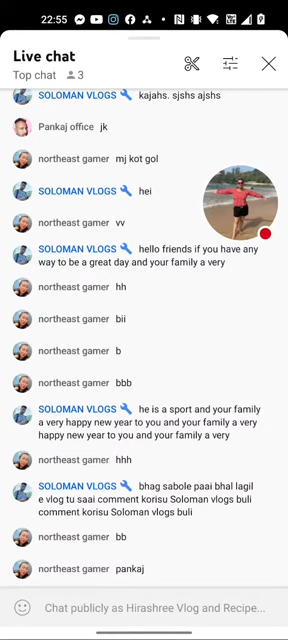 22:55
Live chat
Top chat 3
SOLOMAN VLOGS kajahs. sjshs ajshs
Pankaj office jk
northeast gamer mj kot gol
SOLOMAN VLOGS hei
northeast gamer vv
SOLOMAN VLOGS hello friends if you have any
way to be a great day and your family a very
northeast gamer hh
northeast gamer bii
northeast gamer b
northeast gamer bbb
SOLOMAN VLOGS he is a sport and your family
a very happy new year to you and your family a very
happy new year to you and your family a very
northeast gamer hhh
SOLOMAN VLOGS bhag sabole paai bhal lagil
e vlog tu saai comment korisu Soloman vlogs buli
comment korisu Soloman vlogs buli
northeast gamer bb
northeast gamer pankaj
Chat publicly as Hirashree Vlog and Recipe...